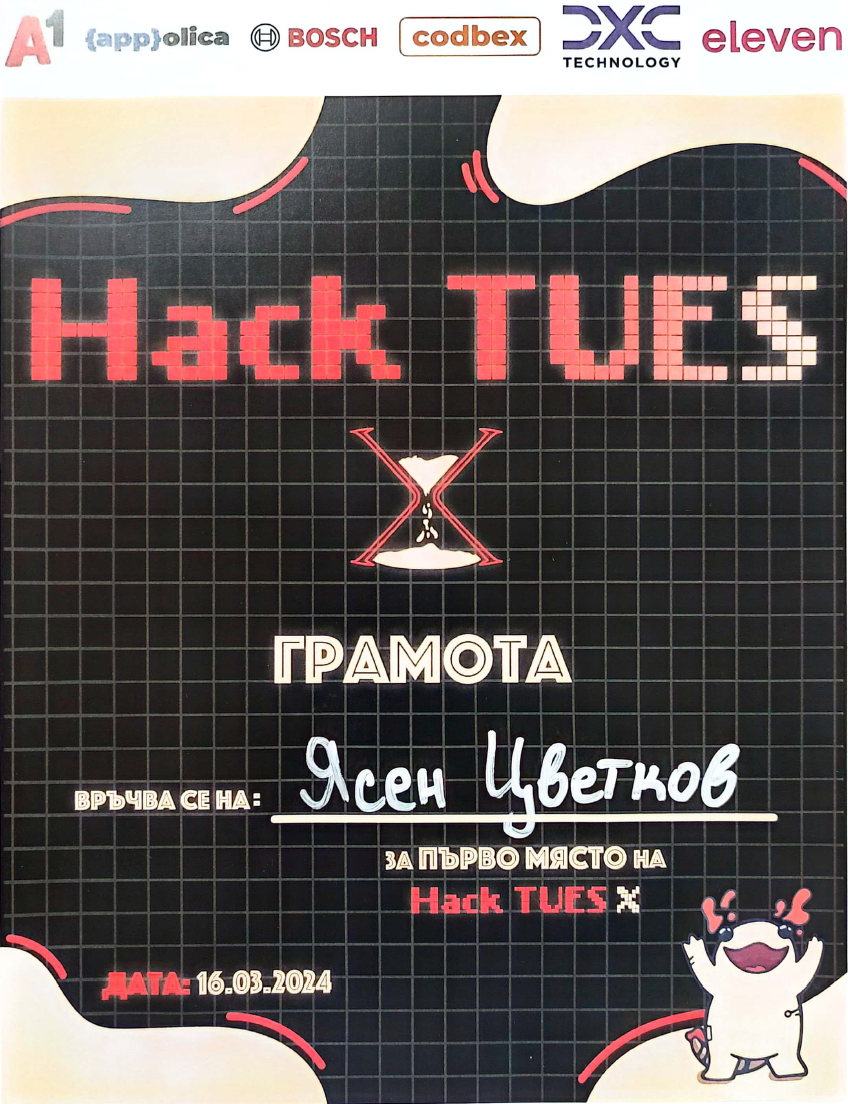 A1 {app}olica BOSCH codbex DXC TECHNOLOGY eleven
Hack TUES
X
ГРАМОТА
ВРЪЧВА СЕ НА: Ясен Цветков
ЗА ПЪРВО МЯСТО НА
Hack TUES X
ДАТА: 16.03.2024